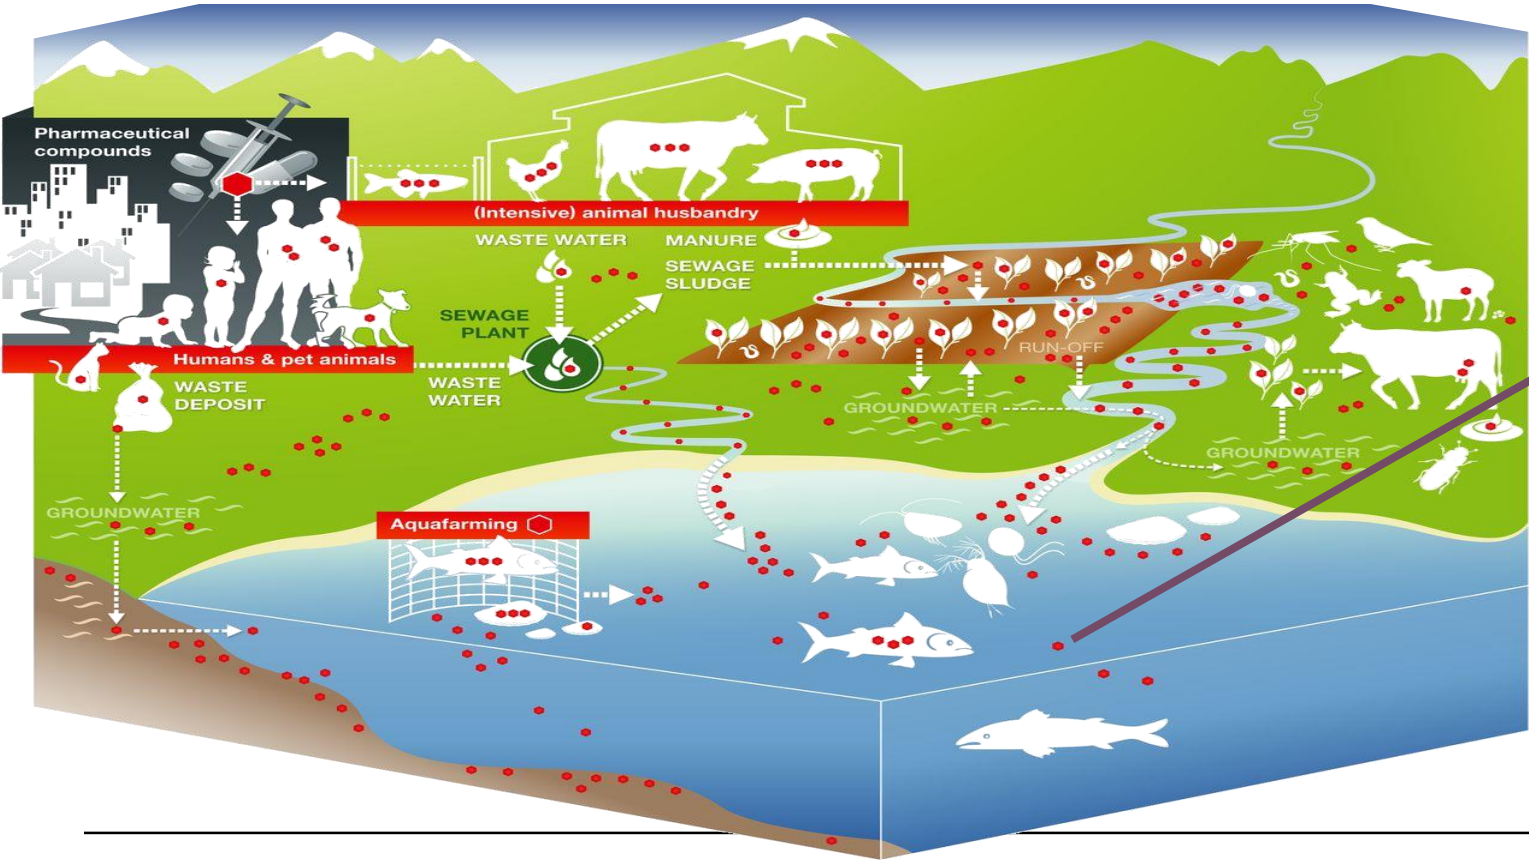 Pharmaceutical
compounds
(Intensive) animal husbandry
WASTE WATER
MANURE
SEWAGE
SLUDGE
SEWAGE
PLANT
RUN-OFF
Humans & pet animals
WASTE
DEPOSIT
WASTE
WATER
GROUNDWATER
GROUNDWATER
GROUNDWATER
Aquafarming